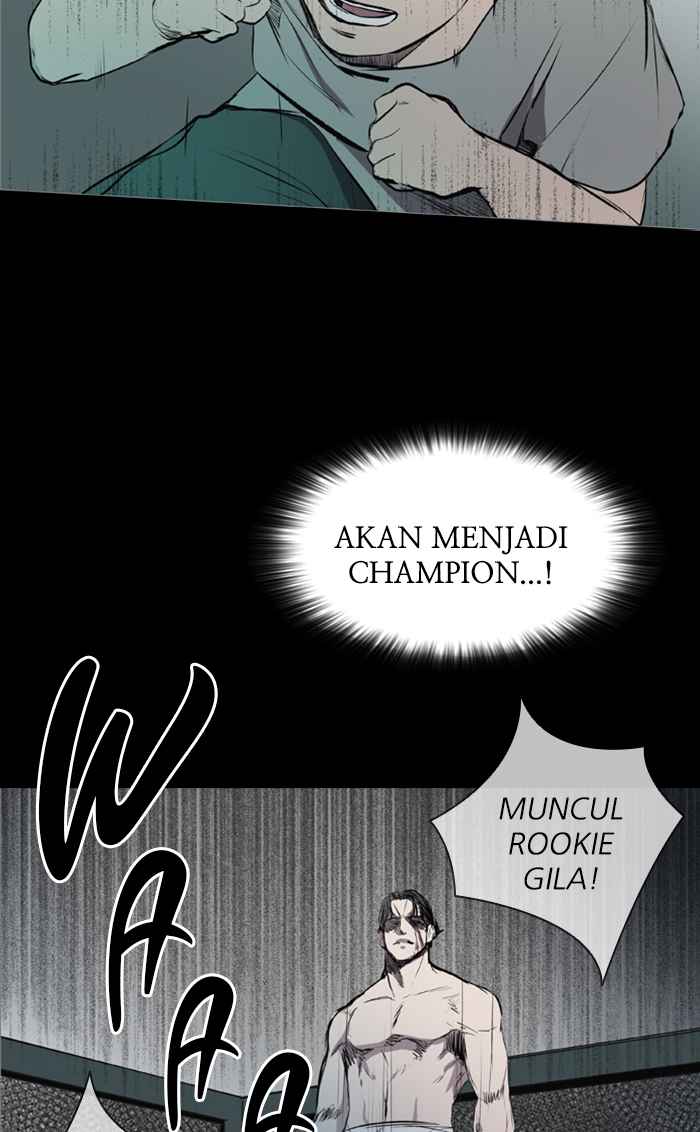 AKAN MENJADI
CHAMPION...!
MUNCUL
ROOKIE
GILA!
WAAA